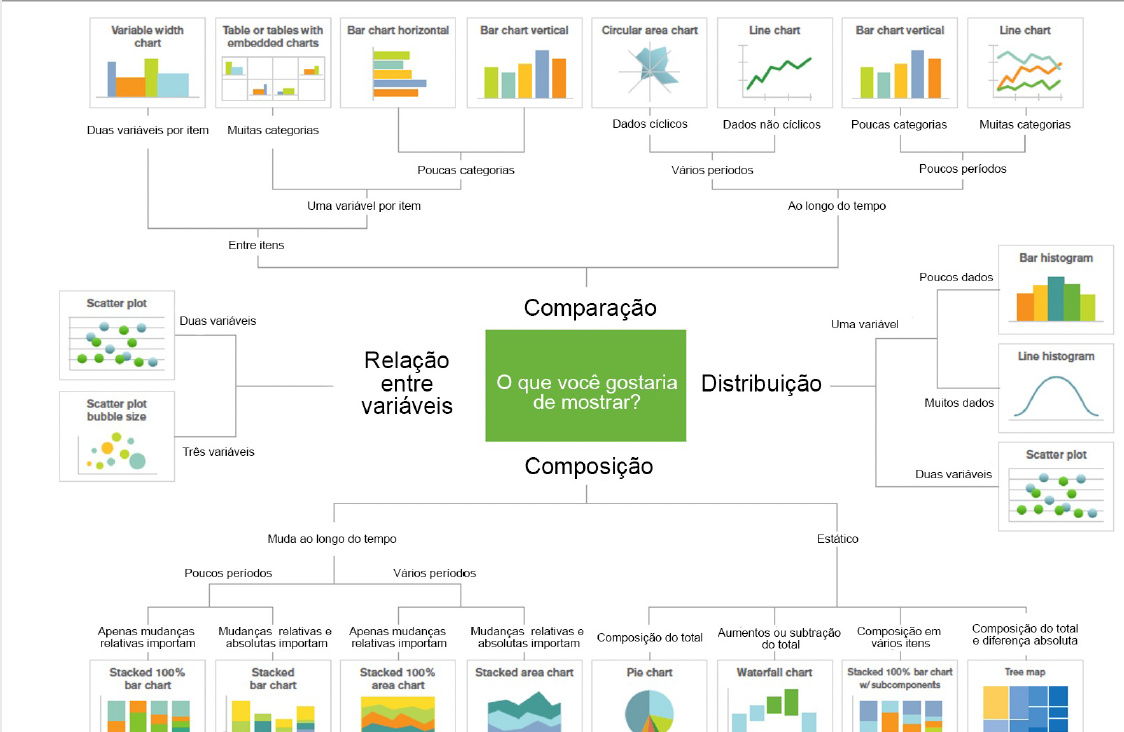 Variable width
chart
Table or tables with
embedded charts
Bar chart horizontal
Bar chart vertical
Circular area chart
Line chart
Bar chart vertical
Line chart
Duas variáveis por item
Muitas categorias
Dados cíclicos
Dados não cíclicos
Poucas categorias
Muitas categorias
Poucas categorias
Vários períodos
Poucos períodos
Uma variável por item
Ao longo do tempo
Entre itens
Comparação
Scatter plot
Duas variáveis
Scatter plot
bubble size
Três variáveis
Relação
entre
variáveis
O que você gostaria
de mostrar?
Distribuição
Uma variável
Poucos dados
Bar histogram
Line histogram
Muitos dados
Duas variáveis
Scatter plot
Composição
Muda ao longo do tempo
Estático
Poucos períodos
Vários períodos
Apenas mudanças
relativas importam
Mudanças relativas e
absolutas importam
Apenas mudanças
relativas importam
Mudanças relativas e
absolutas importam
Composição do total
Aumentos ou subtração
do total
Composição em
vários itens
Composição do total
e diferença absoluta
Stacked 100%
bar chart
Stacked
bar chart
Stacked 100%
area chart
Stacked area chart
Pie chart
Waterfall chart
Stacked 100% bar chart
w/ subcomponents
Tree map